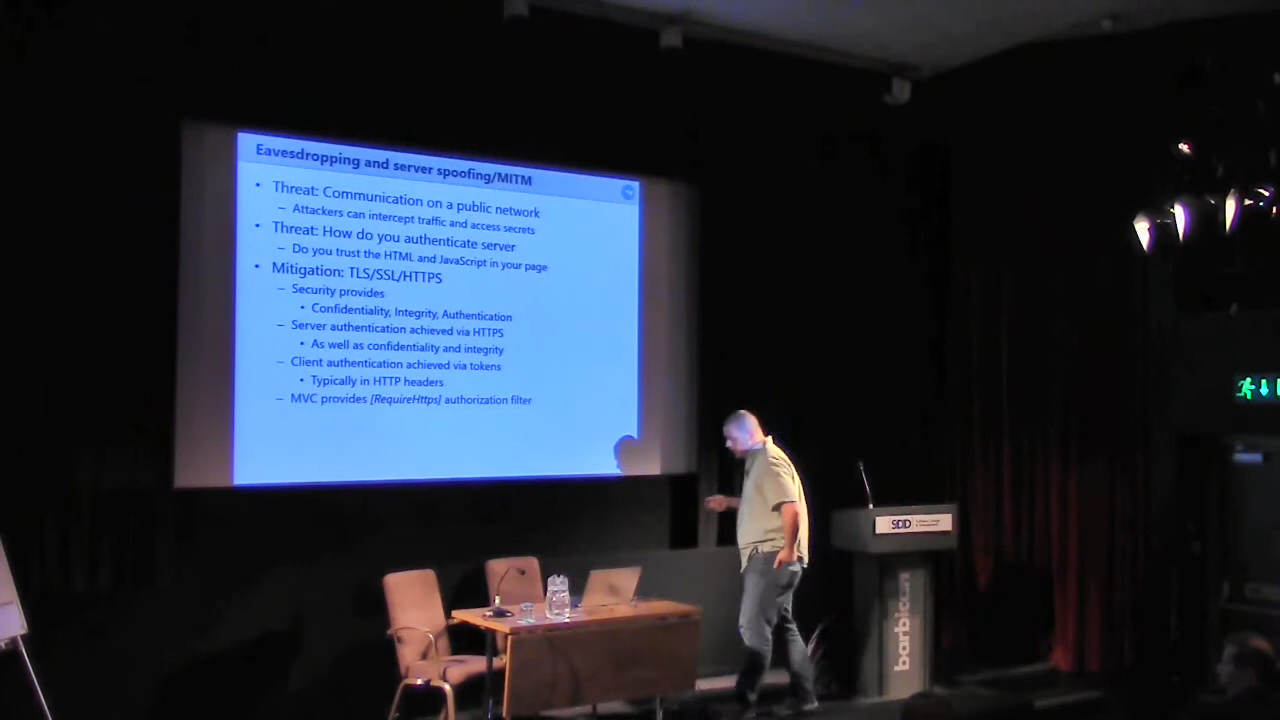 Eavesdropping and server spoofing/MITM
• Threat: Communication on a public network
– Attackers can intercept traffic and access secrets
• Threat: How do you authenticate server
– Do you trust the HTML and JavaScript in your page
• Mitigation: TLS/SSL/HTTPS
– Security provides
• Confidentiality, Integrity, Authentication
– Server authentication achieved via HTTPS
• As well as confidentiality and integrity
– Client authentication achieved via tokens
• Typically in HTTP headers
– MVC provides [RequireHttps] authorization filter
SDD
barbican